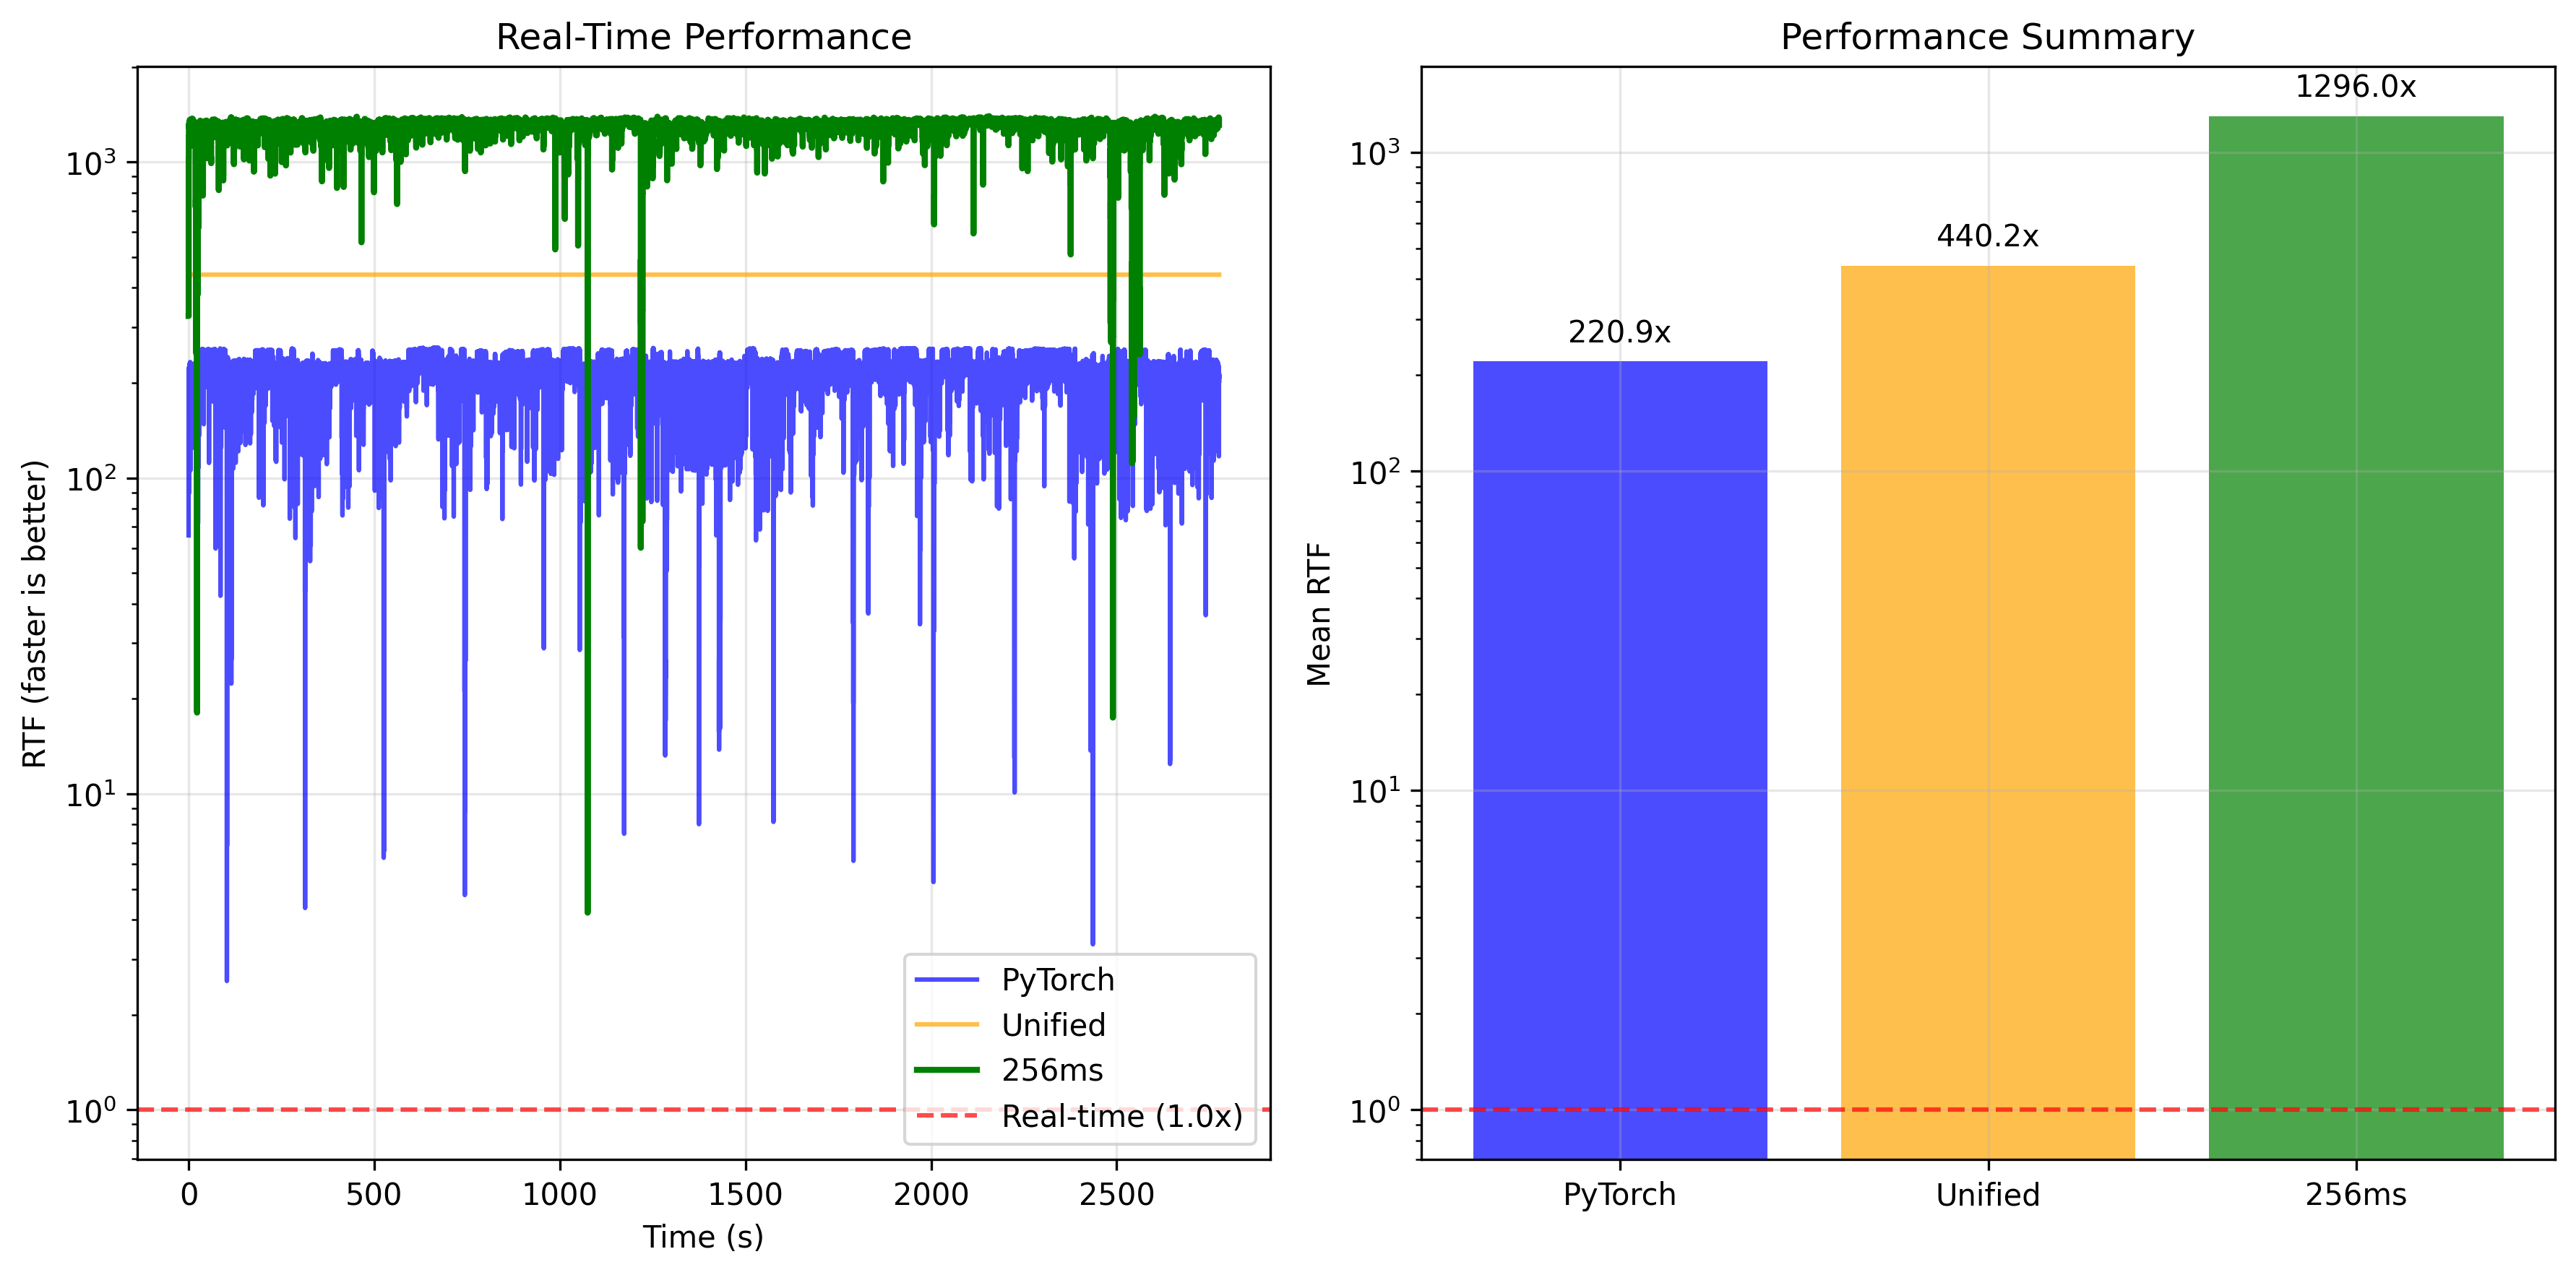 Real-Time Performance
RTF (faster is better)
10³
10²
10¹
10⁰
0 500 1000 1500 2000 2500
Time (s)
PyTorch
Unified
256ms
Real-time (1.0x)
Performance Summary
Mean RTF
10³
10²
10¹
10⁰
220.9x
440.2x
1296.0x
PyTorch Unified 256ms